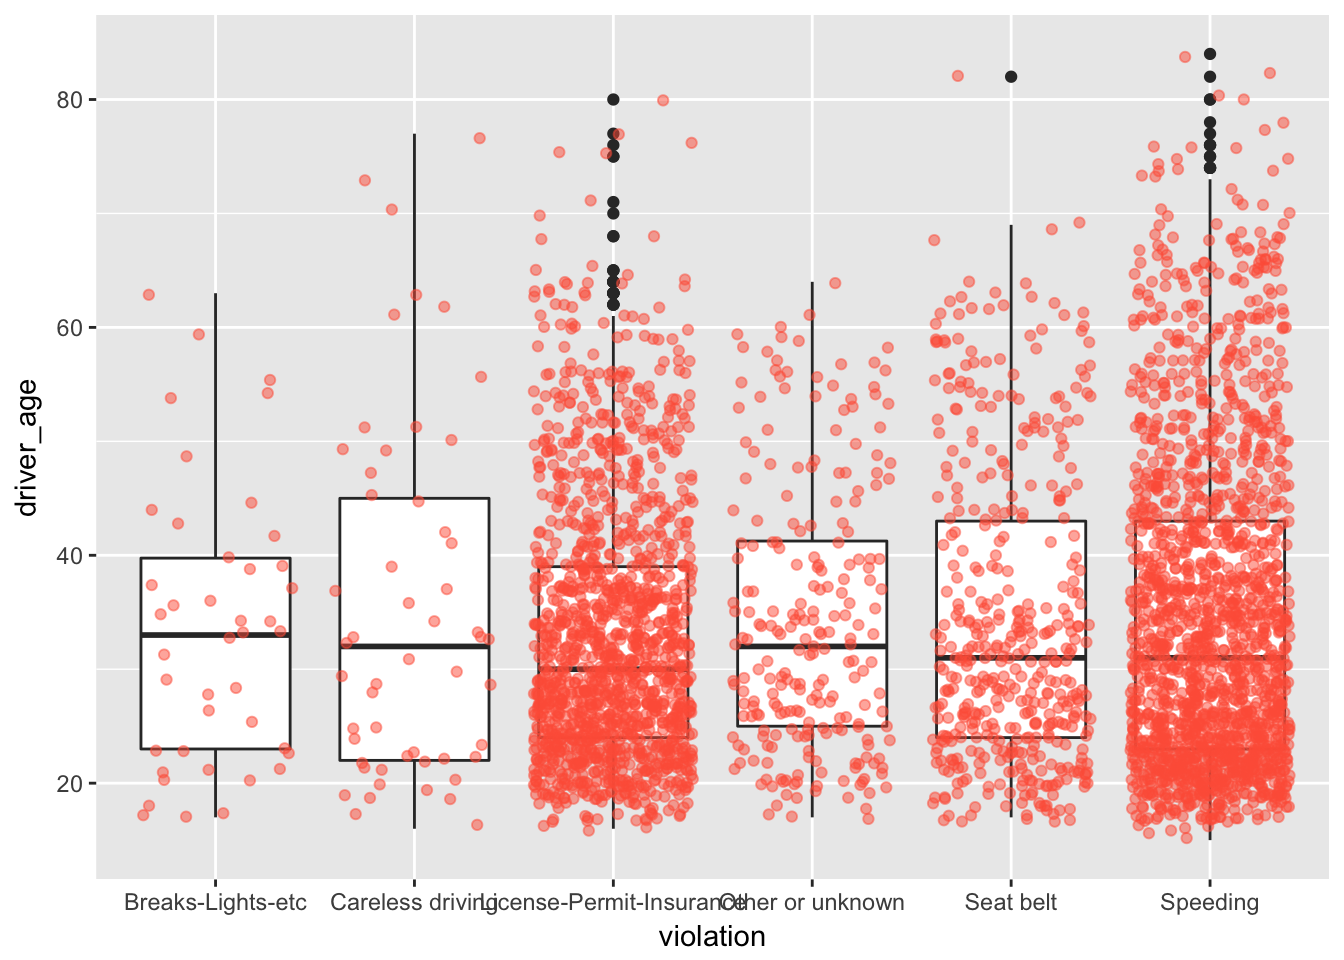 driver_age
80
60
40
20
Breaks-Lights-etc
Careless driving
License-Permit-Insurance
Other or unknown
Seat belt
Speeding
violation